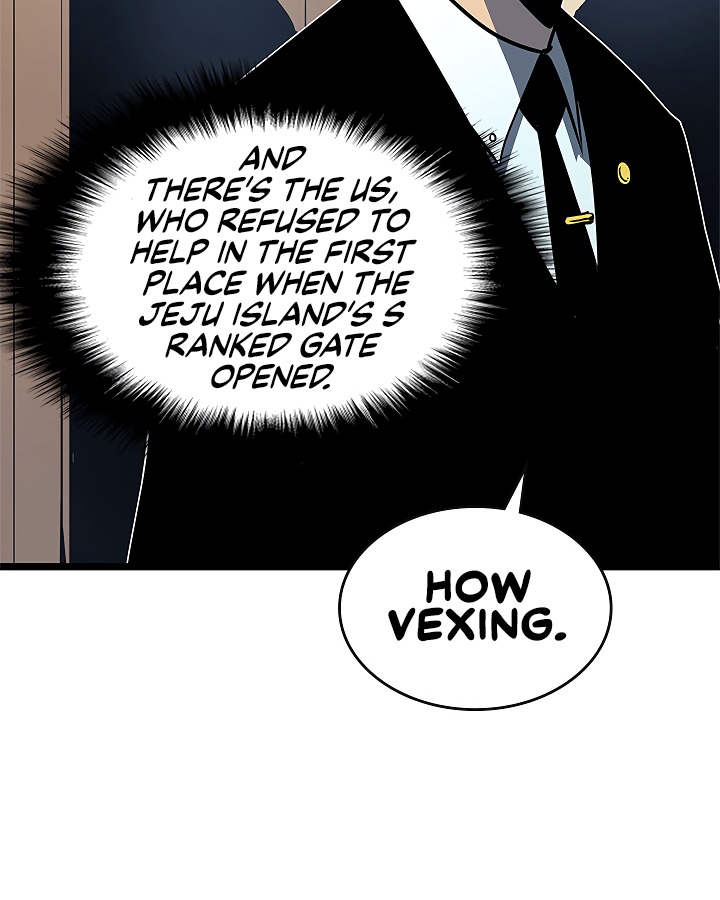 AND
THERE'S THE US,
WHO REFUSED TO
HELP IN THE FIRST
PLACE WHEN THE
JEJU ISLAND'S S
RANKED GATE
OPENED.
HOW
VEXING.